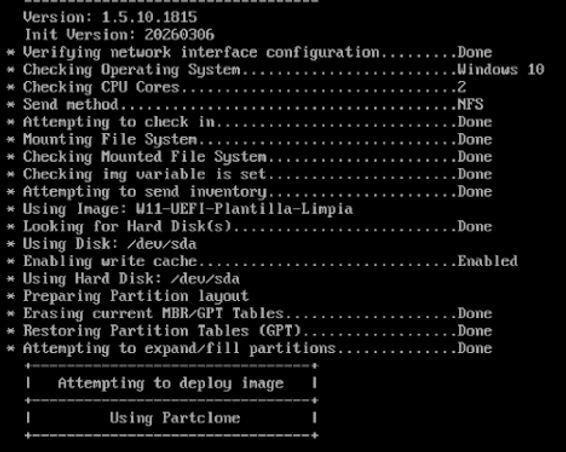 Version: 1.5.10.1815
Init Version: 20260306
* Verifying network interface configuration.........Done
* Checking Operating System.........................Windows 10
* Checking CPU Cores................................2
* Send method.......................................NFS
* Attempting to check in............................Done
* Mounting File System..............................Done
* Checking Mounted File System......................Done
* Checking img variable is set......................Done
* Attempting to send inventory......................Done
* Using Image: W11-UEFI-Plantilla-Limpia
* Looking for Hard Disk(s)..........................Done
* Using Disk: /dev/sda
* Enabling write cache..............................Enabled
* Using Hard Disk: /dev/sda
* Preparing Partition layout
* Erasing current MBR/GPT Tables....................Done
* Restoring Partition Tables (GPT)..................Done
* Attempting to expand/fill partitions..............Done
+--------------------------------+
|   Attempting to deploy image   |
+--------------------------------+
|         Using Partclone        |
+--------------------------------+